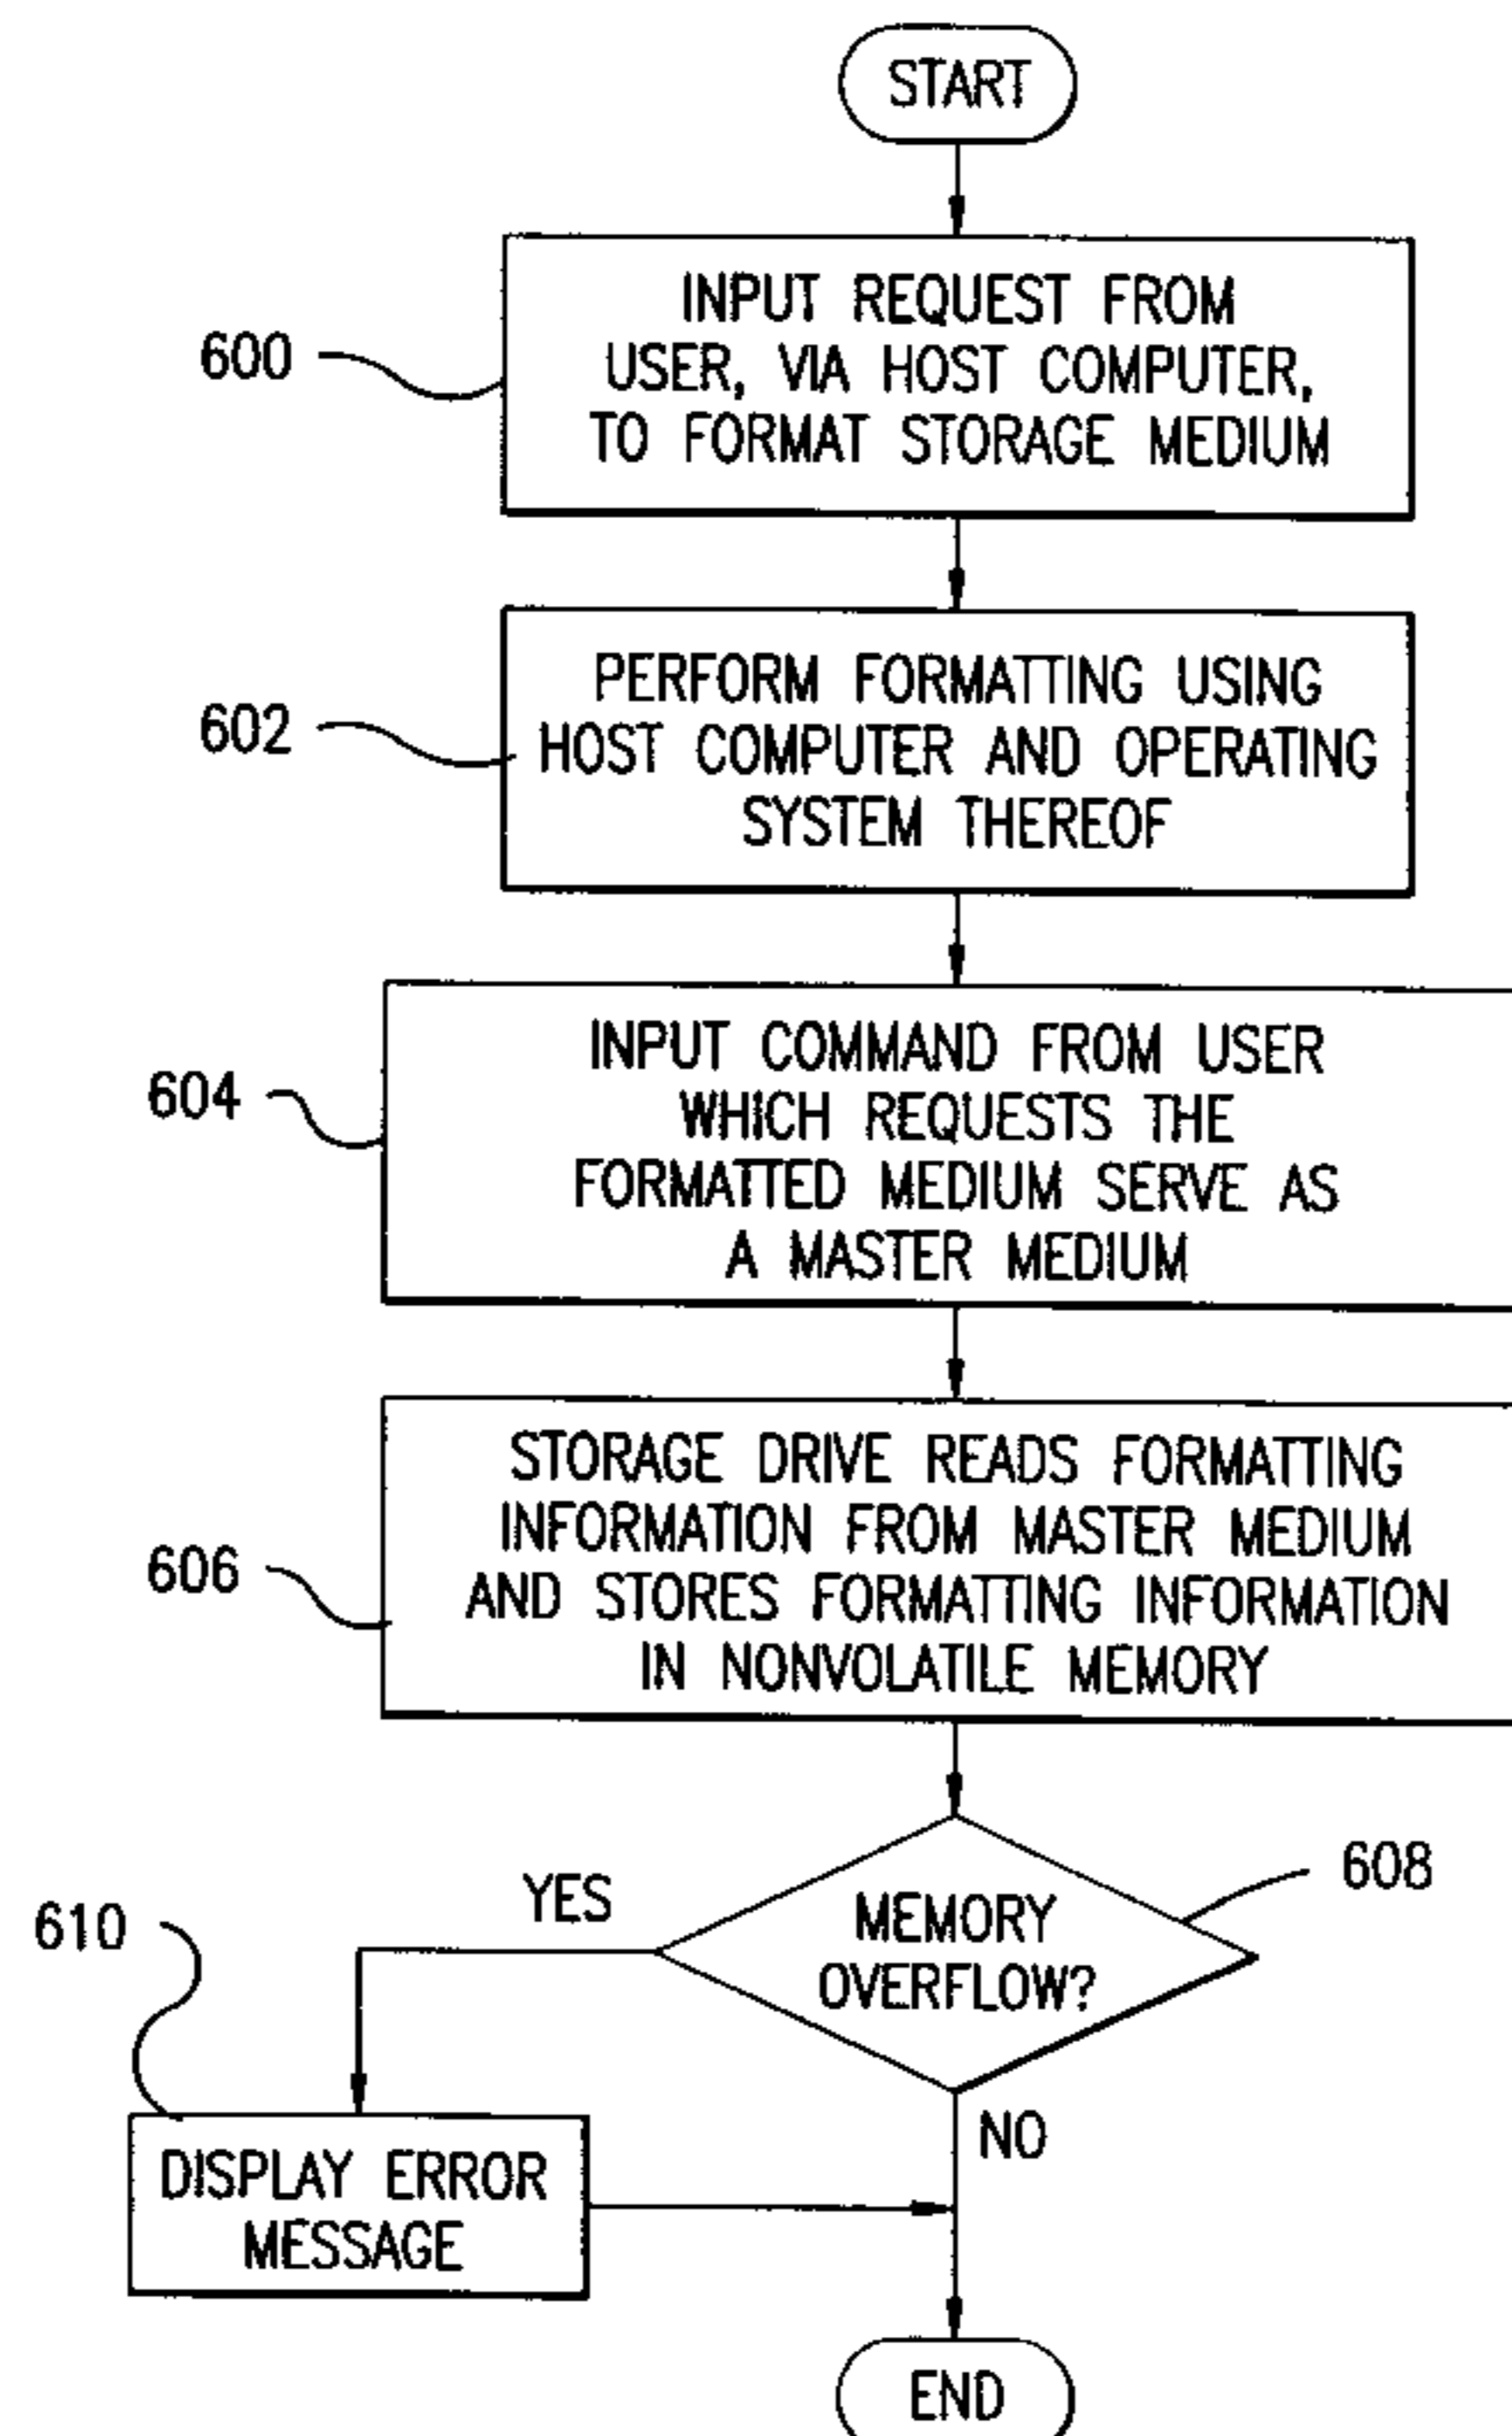 START
600
INPUT REQUEST FROM
USER, VIA HOST COMPUTER,
TO FORMAT STORAGE MEDIUM
602
PERFORM FORMATTING USING
HOST COMPUTER AND OPERATING
SYSTEM THEREOF
604
INPUT COMMAND FROM USER
WHICH REQUESTS THE
FORMATTED MEDIUM SERVE AS
A MASTER MEDIUM
606
STORAGE DRIVE READS FORMATTING
INFORMATION FROM MASTER MEDIUM
AND STORES FORMATTING INFORMATION
IN NONVOLATILE MEMORY
608
MEMORY
OVERFLOW?
YES
610
NO
DISPLAY ERROR
MESSAGE
END